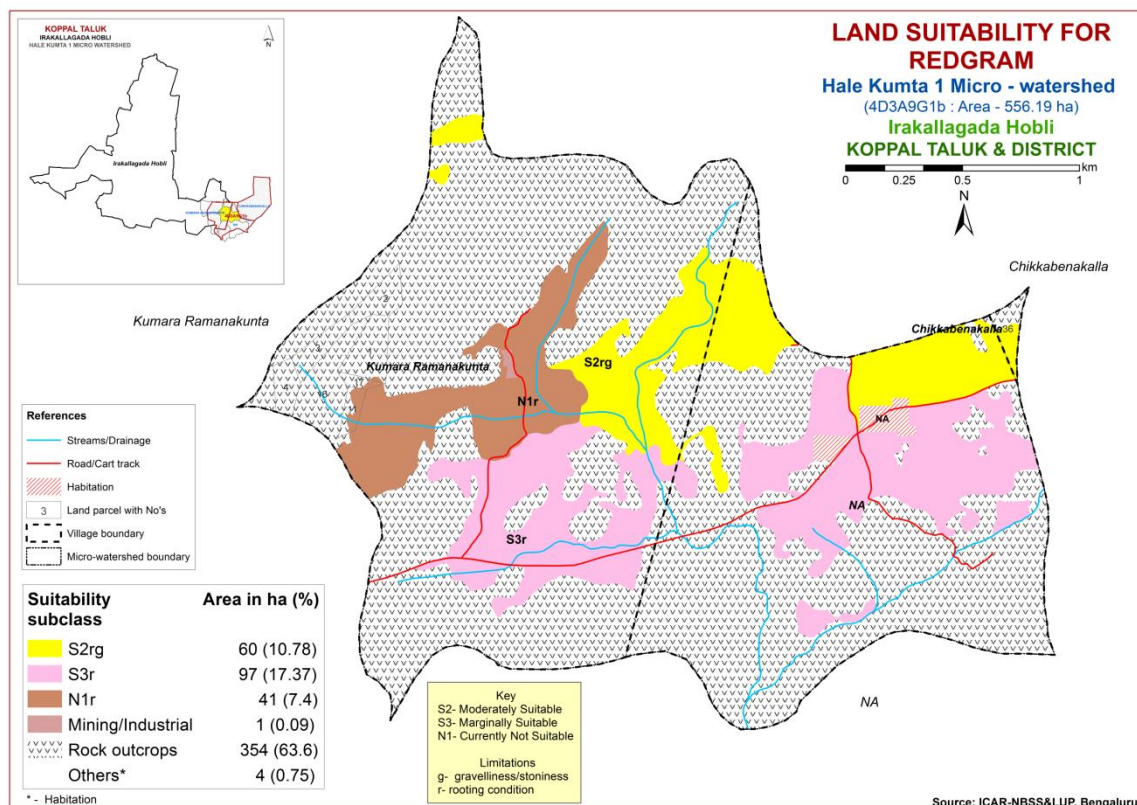 KOPPAL TALUK
IRAKALLAGADA HOBLI
HALE KUMTA 1 MICRO WATERSHED
N
Irakallagada Hobli
LAND SUITABILITY FOR
REDGRAM
Hale Kumta 1 Micro - watershed
(4D3A9G1b : Area - 556.19 ha)
Irakallagada Hobli
KOPPAL TALUK & DISTRICT
km
0 0.25 0.5 1
N
Chikkabenakalla
Kumara Ramanakunta
2
3
4
Chikkabenakalla 36
S2rg
Kumara Ramanakunta
N1r
NA
NA
S3r
NA
References
Streams/Drainage
Road/Cart track
Habitation
3 Land parcel with No's
Village boundary
Micro-watershed boundary
Suitability subclass Area in ha (%)
S2rg 60 (10.78)
S3r 97 (17.37)
N1r 41 (7.4)
Mining/Industrial 1 (0.09)
Rock outcrops 354 (63.6)
Others* 4 (0.75)
* - Habitation
Key
S2- Moderately Suitable
S3- Marginally Suitable
N1- Currently Not Suitable
Limitations
g- gravelliness/stoniness
r- rooting condition
Source: ICAR-NBSS&LUP, Bengaluru